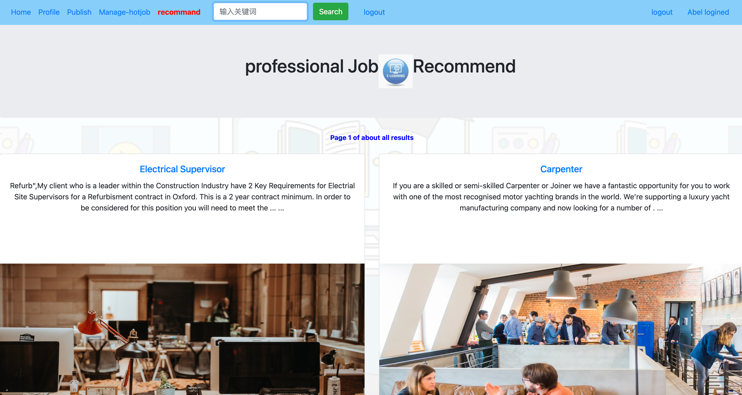 Home Profile Publish Manage-hotjob recommand 输入关键词 Search logout logout Abel logined
professional Job Recommend
E-LEARNING
Page 1 of about all results
Electrical Supervisor
Refurb",My client who is a leader within the Construction Industry have 2 Key Requirements for Electrial
Site Supervisors for a Refurbisment contract in Oxford. This is a 2 year contract minimum. In order to
be considered for this position you will need to meet the ... ...
Carpenter
If you are a skilled or semi-skilled Carpenter or Joiner we have a fantastic opportunity for you to work
with one of the most recognised motor yachting brands in the world. We're supporting a luxury yacht
manufacturing company and now looking for a number of . ...